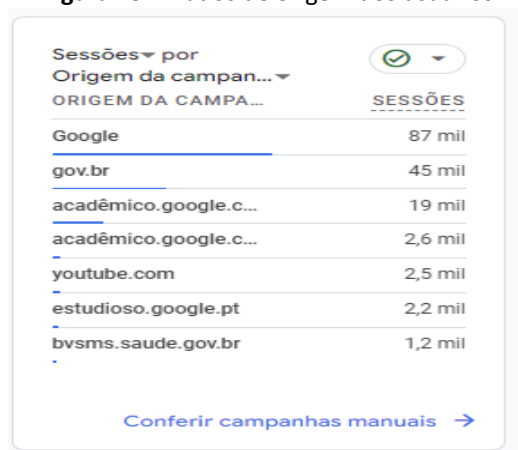 Sessões por
Origem da campan...
ORIGEM DA CAMPA... SESSÕES
Google 87 mil
gov.br 45 mil
acadêmico.google.c... 19 mil
acadêmico.google.c... 2,6 mil
youtube.com 2,5 mil
estudioso.google.pt 2,2 mil
bvsms.saude.gov.br 1,2 mil
Conferir campanhas manuais →